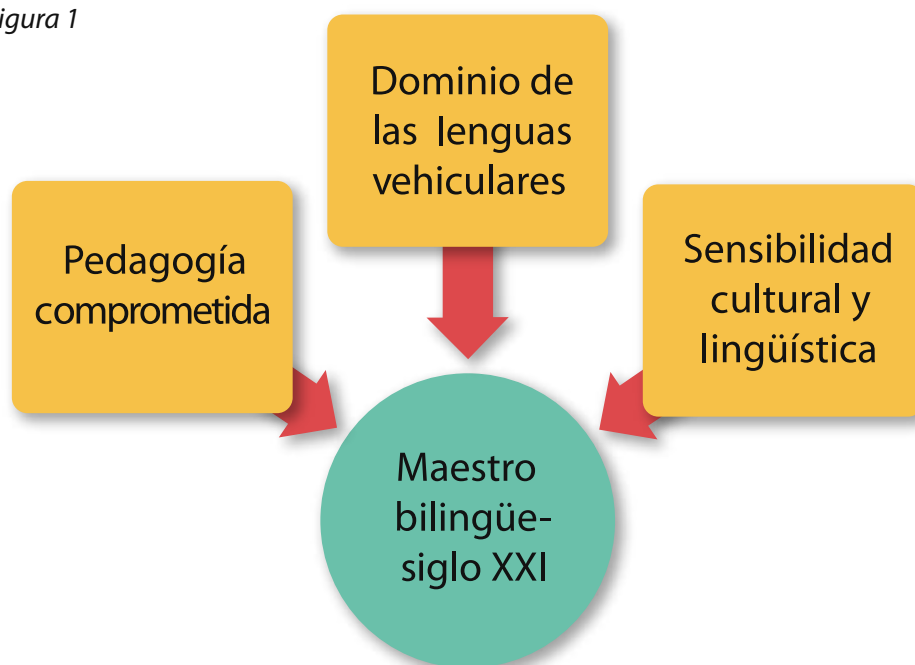 igura 1
Dominio de
las lenguas
vehiculares
Pedagogía
comprometida
Sensibilidad
cultural y
lingüística
Maestro
bilingüe-
siglo XXI